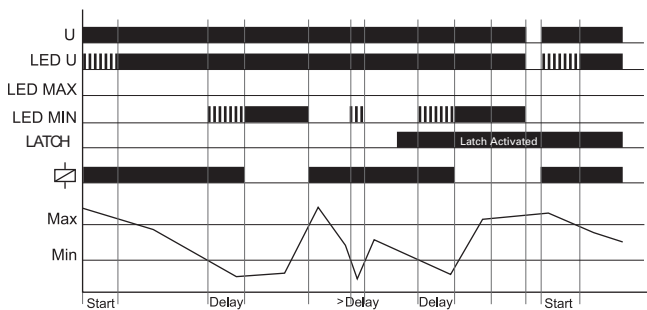 U
LED U
LED MAX
LED MIN
LATCH
Latch Activated
Max
Min
Start
Delay
>Delay
Delay
Start